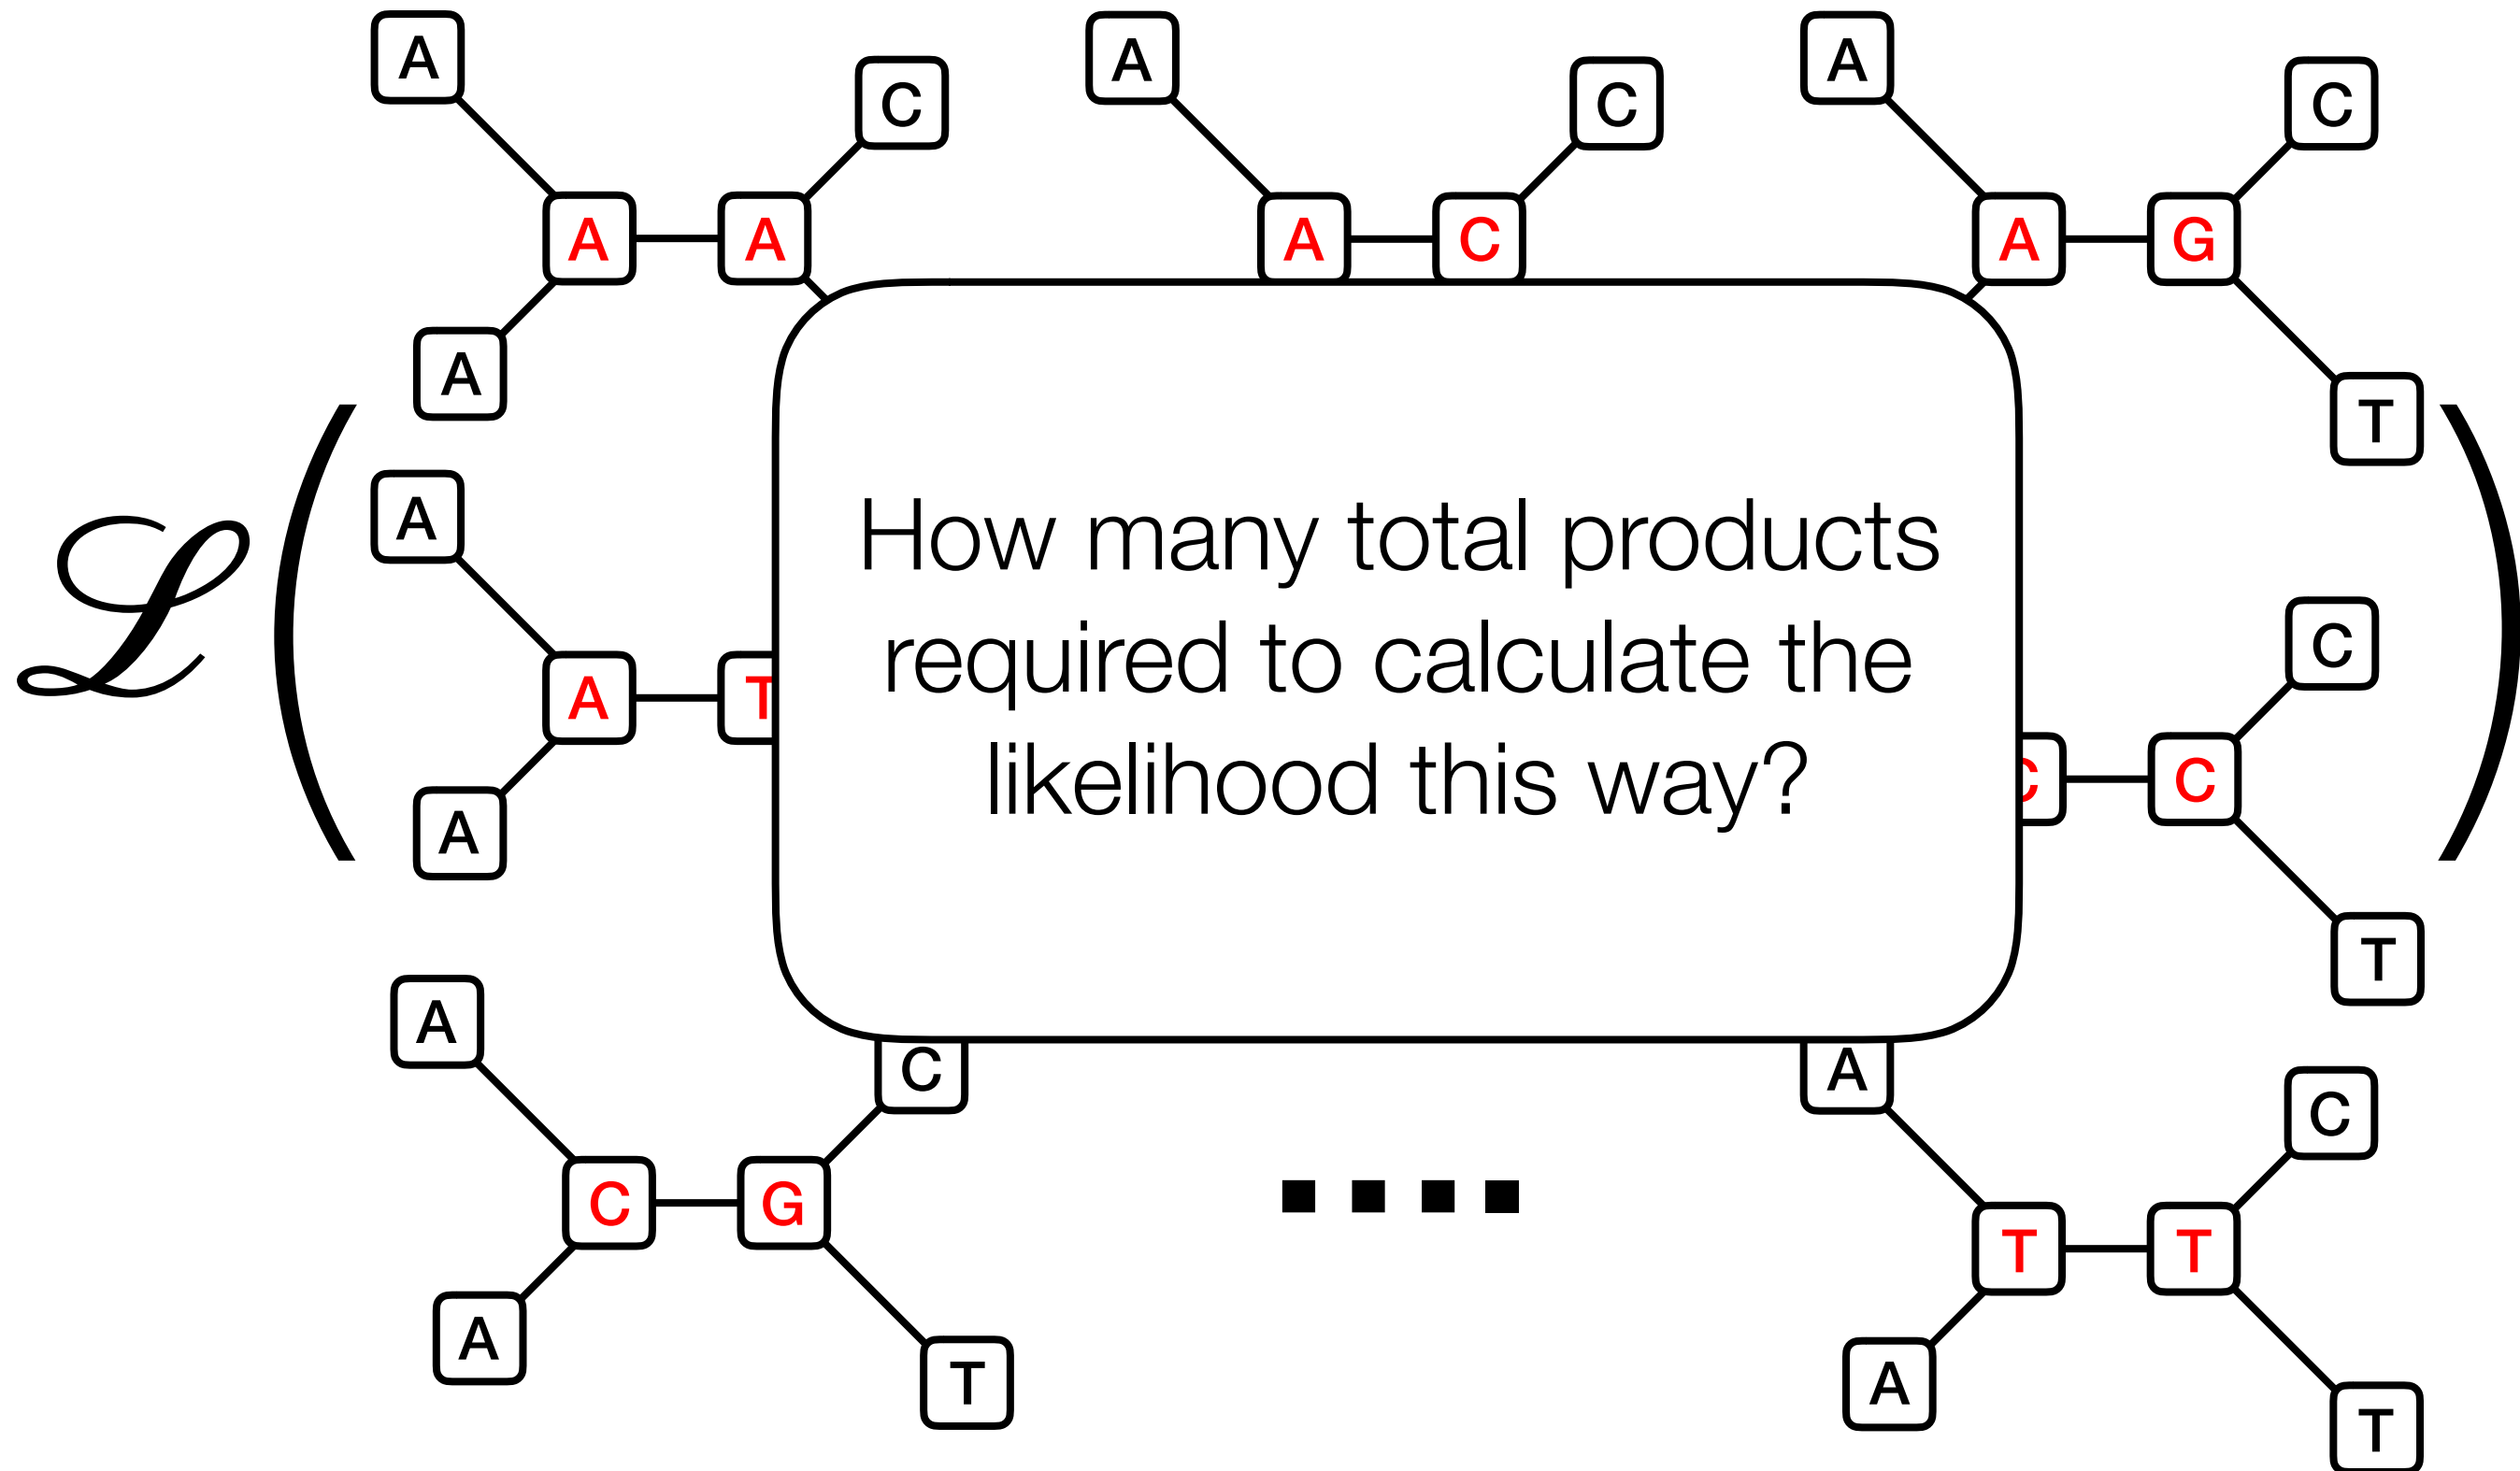 A
A
A
C
C
C
A
A
A
C
A
G
A
T
How many total products
required to calculate the
likelihood this way?
A
ℒ
(
)
C
A
T
C
C
A
T
A
C
A
C
C
G
T
T
A
T
A
T